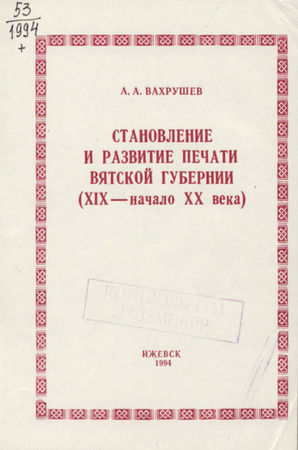 53
1994
+
А. А. ВАХРУШЕВ
СТАНОВЛЕНИЕ
И РАЗВИТИЕ ПЕЧАТИ
ВЯТСКОЙ ГУБЕРНИИ
(XIX — начало XX века)
ИЖЕВСК
1994